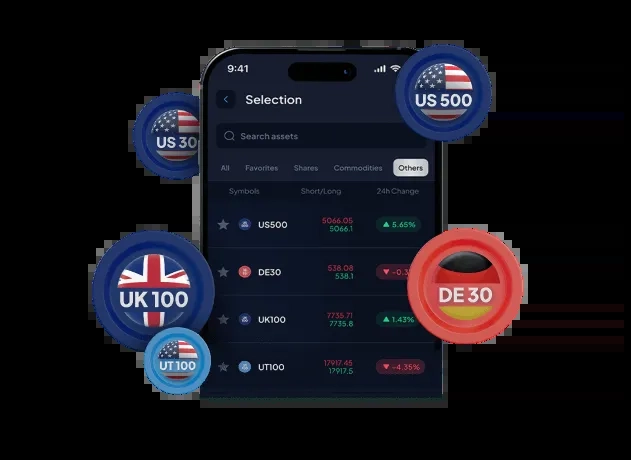 9:41
US 500
Selection
US 30
Search assets
All Favorites Shares Commodities Others
Symbols Short/Long 24h Change
US500 5066.05 5066.1 ▲ 5.65%
DE30 538.08 538.1 ▼ -0.3
UK100 7735.71 7735.8 ▲ 1.43%
UT100 17917.45 17917.5 ▼ -4.35%
UK 100
DE 30
UT 100